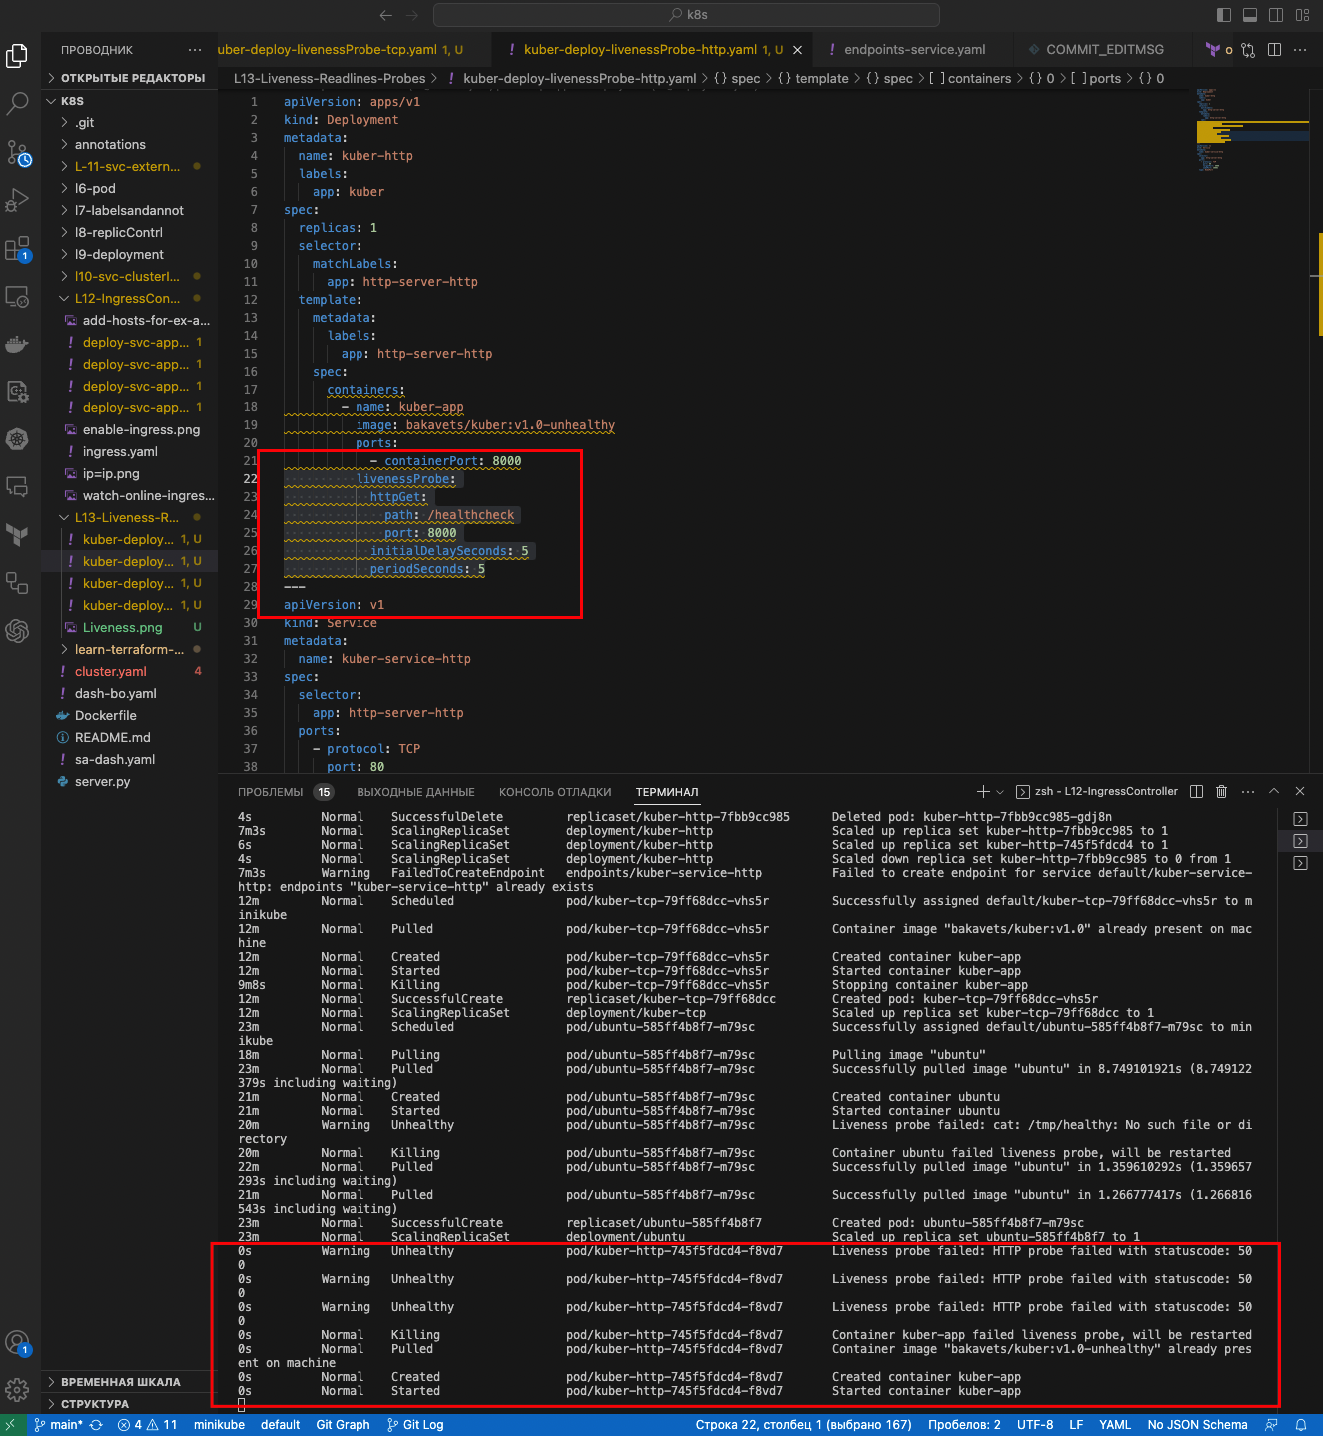 k8s
ПРОВОДНИК ...
uber-deploy-livenessProbe-tcp.yaml 1, U
! kuber-deploy-livenessProbe-http.yaml 1, U
! endpoints-service.yaml
COMMIT_EDITMSG
o
L13-Liveness-Readlines-Probes > ! kuber-deploy-livenessProbe-http.yaml > {} spec > {} template > {} spec > [ ] containers > {} 0 > [ ] ports > {} 0
ОТКРЫТЫЕ РЕДАКТОРЫ
K8S
.git
annotations
L-11-svc-extern...
l6-pod
l7-labelsandannot
l8-replicContrl
l9-deployment
l10-svc-clusterI...
L12-IngressCon...
add-hosts-for-ex-a...
! deploy-svc-app... 1
! deploy-svc-app... 1
! deploy-svc-app... 1
! deploy-svc-app... 1
enable-ingress.png
! ingress.yaml
ip=ip.png
watch-online-ingres...
L13-Liveness-R...
! kuber-deploy... 1, U
! kuber-deploy... 1, U
! kuber-deploy... 1, U
! kuber-deploy... 1, U
Liveness.png U
learn-terraform-...
! cluster.yaml 4
! dash-bo.yaml
Dockerfile
README.md
! sa-dash.yaml
server.py
ВРЕМЕННАЯ ШКАЛА
СТРУКТУРА
1
1
1 apiVersion: apps/v1
2 kind: Deployment
3 metadata:
4 name: kuber-http
5 labels:
6 app: kuber
7 spec:
8 replicas: 1
9 selector:
10 matchLabels:
11 app: http-server-http
12 template:
13 metadata:
14 labels:
15 app: http-server-http
16 spec:
17 containers:
18 - name: kuber-app
19 image: bakavets/kuber:v1.0-unhealthy
20 ports:
21 - containerPort: 8000
22 livenessProbe:
23 httpGet:
24 path: /healthcheck
25 port: 8000
26 initialDelaySeconds: 5
27 periodSeconds: 5
28 ---
29 apiVersion: v1
30 kind: Service
31 metadata:
32 name: kuber-service-http
33 spec:
34 selector:
35 app: http-server-http
36 ports:
37 - protocol: TCP
38 port: 80
ПРОБЛЕМЫ 15 ВЫХОДНЫЕ ДАННЫЕ КОНСОЛЬ ОТЛАДКИ ТЕРМИНАЛ zsh - L12-IngressController
4s Normal SuccessfulDelete replicaset/kuber-http-7fbb9cc985 Deleted pod: kuber-http-7fbb9cc985-gdj8n
7m3s Normal ScalingReplicaSet deployment/kuber-http Scaled up replica set kuber-http-7fbb9cc985 to 1
6s Normal ScalingReplicaSet deployment/kuber-http Scaled up replica set kuber-http-745f5fdcd4 to 1
4s Normal ScalingReplicaSet deployment/kuber-http Scaled down replica set kuber-http-7fbb9cc985 to 0 from 1
7m3s Warning FailedToCreateEndpoint endpoints/kuber-service-http Failed to create endpoint for service default/kuber-service-
http: endpoints "kuber-service-http" already exists
12m Normal Scheduled pod/kuber-tcp-79ff68dcc-vhs5r Successfully assigned default/kuber-tcp-79ff68dcc-vhs5r to m
inikube
12m Normal Pulled pod/kuber-tcp-79ff68dcc-vhs5r Container image "bakavets/kuber:v1.0" already present on mac
hine
12m Normal Created pod/kuber-tcp-79ff68dcc-vhs5r Created container kuber-app
12m Normal Started pod/kuber-tcp-79ff68dcc-vhs5r Started container kuber-app
9m8s Normal Killing pod/kuber-tcp-79ff68dcc-vhs5r Stopping container kuber-app
12m Normal SuccessfulCreate replicaset/kuber-tcp-79ff68dcc Created pod: kuber-tcp-79ff68dcc-vhs5r
12m Normal ScalingReplicaSet deployment/kuber-tcp Scaled up replica set kuber-tcp-79ff68dcc to 1
23m Normal Scheduled pod/ubuntu-585ff4b8f7-m79sc Successfully assigned default/ubuntu-585ff4b8f7-m79sc to min
ikube
18m Normal Pulling pod/ubuntu-585ff4b8f7-m79sc Pulling image "ubuntu"
23m Normal Pulled pod/ubuntu-585ff4b8f7-m79sc Successfully pulled image "ubuntu" in 8.749101921s (8.749122
379s including waiting)
21m Normal Created pod/ubuntu-585ff4b8f7-m79sc Created container ubuntu
21m Normal Started pod/ubuntu-585ff4b8f7-m79sc Started container ubuntu
20m Warning Unhealthy pod/ubuntu-585ff4b8f7-m79sc Liveness probe failed: cat: /tmp/healthy: No such file or di
rectory
20m Normal Killing pod/ubuntu-585ff4b8f7-m79sc Container ubuntu failed liveness probe, will be restarted
22m Normal Pulled pod/ubuntu-585ff4b8f7-m79sc Successfully pulled image "ubuntu" in 1.359610292s (1.359657
293s including waiting)
21m Normal Pulled pod/ubuntu-585ff4b8f7-m79sc Successfully pulled image "ubuntu" in 1.266777417s (1.266816
543s including waiting)
23m Normal SuccessfulCreate replicaset/ubuntu-585ff4b8f7 Created pod: ubuntu-585ff4b8f7-m79sc
23m Normal ScalingReplicaSet deployment/ubuntu Scaled up replica set ubuntu-585ff4b8f7 to 1
0s Warning Unhealthy pod/kuber-http-745f5fdcd4-f8vd7 Liveness probe failed: HTTP probe failed with statuscode: 50
0
0s Warning Unhealthy pod/kuber-http-745f5fdcd4-f8vd7 Liveness probe failed: HTTP probe failed with statuscode: 50
0
0s Warning Unhealthy pod/kuber-http-745f5fdcd4-f8vd7 Liveness probe failed: HTTP probe failed with statuscode: 50
0
0s Normal Killing pod/kuber-http-745f5fdcd4-f8vd7 Container kuber-app failed liveness probe, will be restarted
0s Normal Pulled pod/kuber-http-745f5fdcd4-f8vd7 Container image "bakavets/kuber:v1.0-unhealthy" already pres
ent on machine
0s Normal Created pod/kuber-http-745f5fdcd4-f8vd7 Created container kuber-app
0s Normal Started pod/kuber-http-745f5fdcd4-f8vd7 Started container kuber-app
main* 4 11 minikube default Git Graph Git Log Строка 22, столбец 1 (выбрано 167) Пробелов: 2 UTF-8 LF YAML No JSON Schema